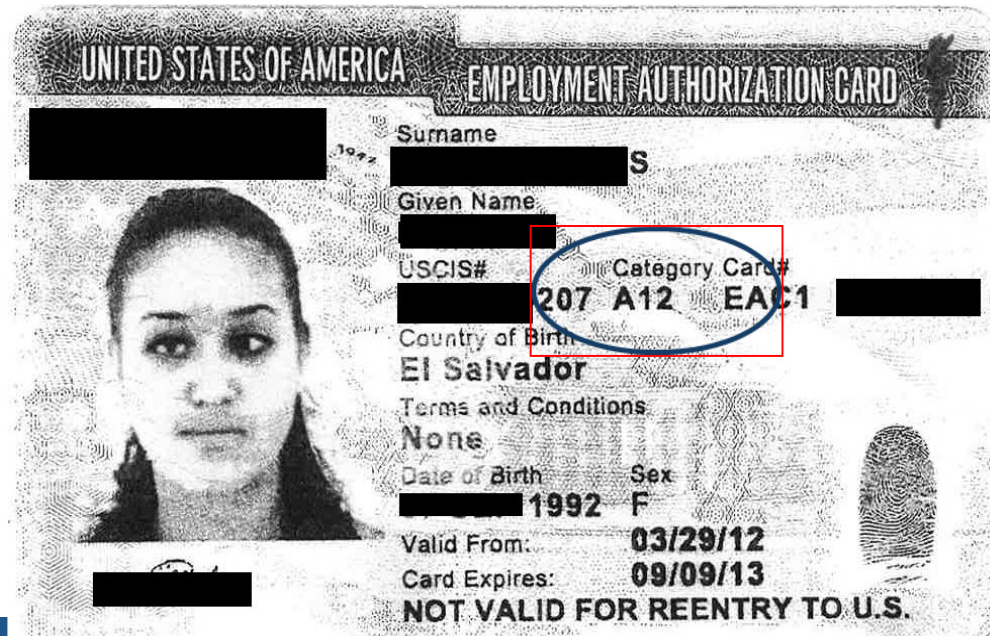 UNITED STATES OF AMERICA
EMPLOYMENT AUTHORIZATION CARD
Surname
S
Given Name
USCIS# Category Card#
207 A12 EAC1
Country of Birth
El Salvador
Terms and Conditions
None
Date of Birth Sex
1992 F
Valid From: 03/29/12
Card Expires: 09/09/13
NOT VALID FOR REENTRY TO U.S.